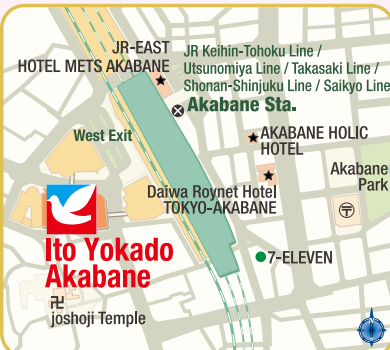 JR-EAST
HOTEL METS AKABANE
JR Keihin-Tohoku Line /
Utsunomiya Line / Takasaki Line /
Shonan-Shinjuku Line / Saikyo Line
Akabane Sta.
West Exit
AKABANE HOLIC
HOTEL
Akabane
Park
Daiwa Roynet Hotel
TOKYO-AKABANE
Ito Yokado
Akabane
7-ELEVEN
卍
joshoji Temple